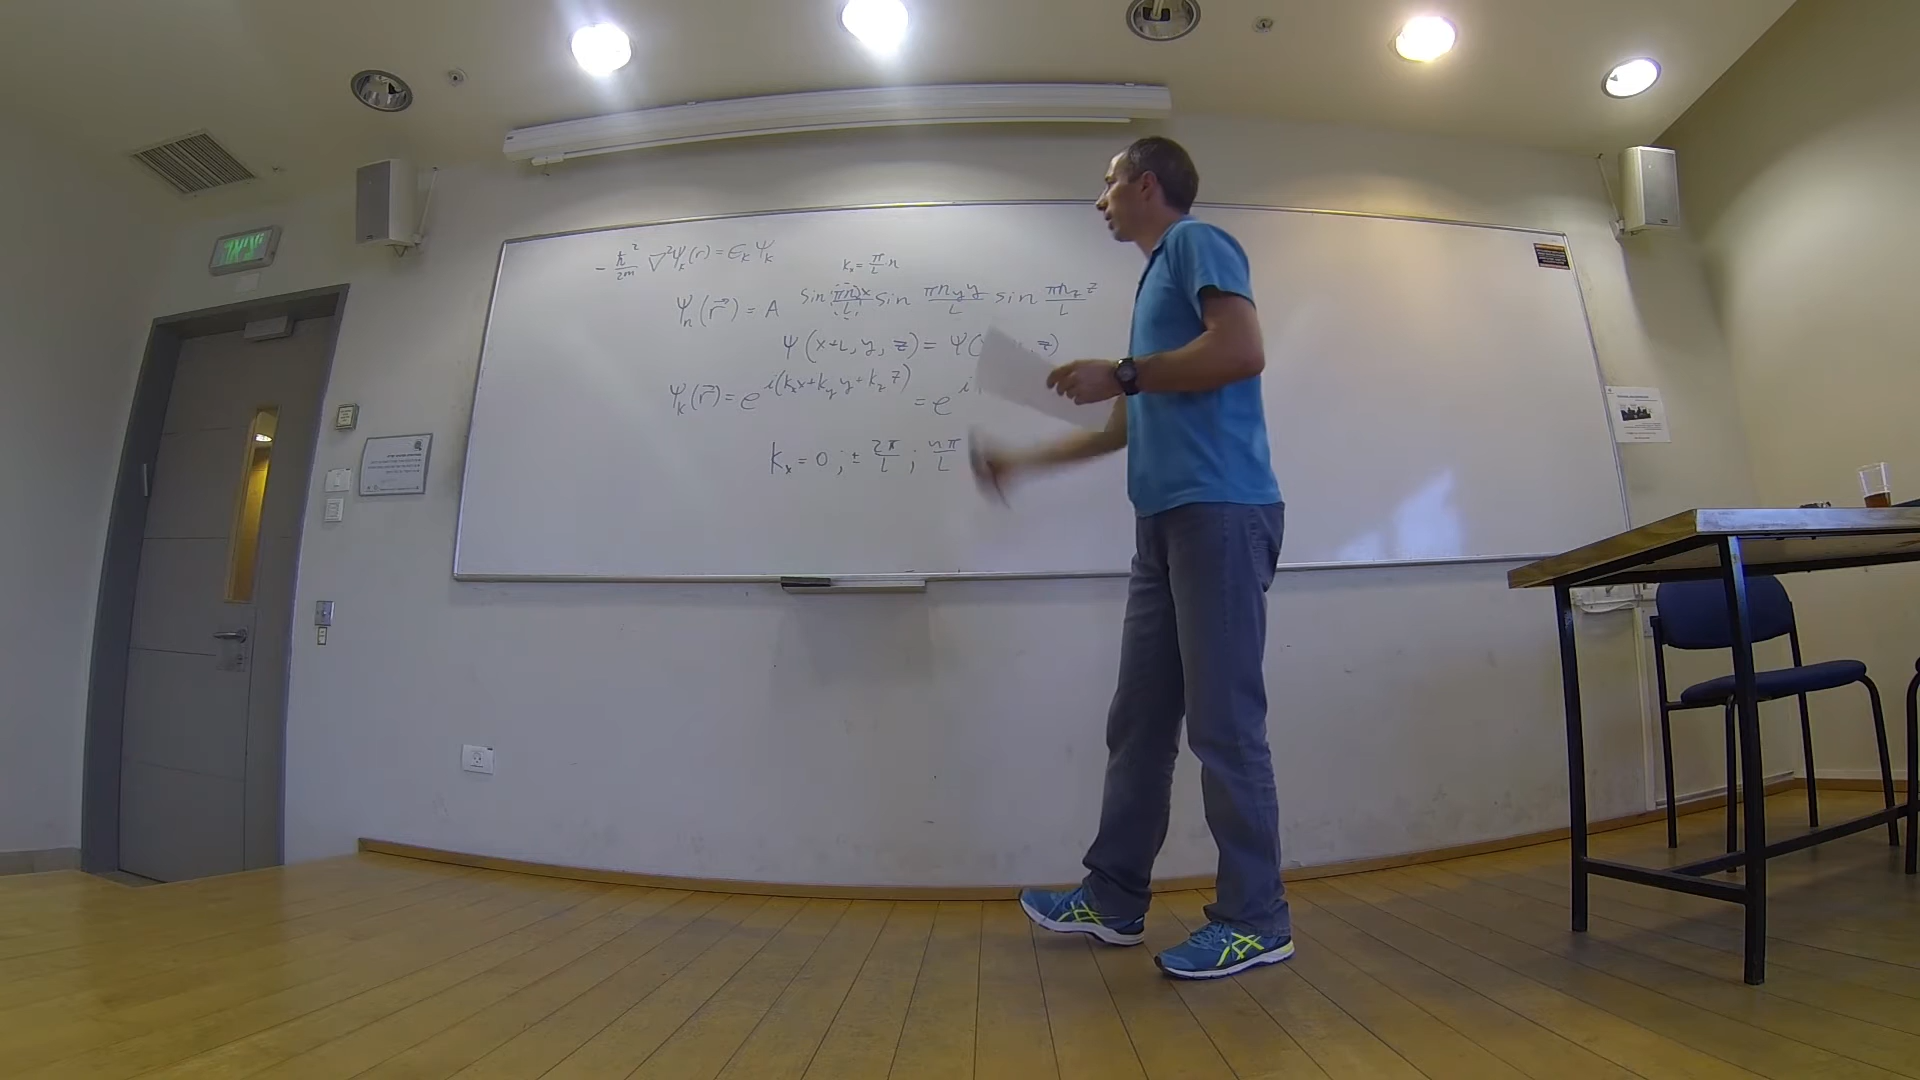 יציאה
- ħ²/2m ∇²ψ_k(r) = ε_k ψ_k
k_x = π/L n
ψ_n(r⃗) = A sin πn_x x/L sin πn_y y/L sin πn_z z/L
ψ(x+L, y, z) = ψ( z)
ψ_k(r⃗) = e^{i(k_x x + k_y y + k_z z)} = e^{i
k_x = 0 ; ± 2π/L ; nπ/L